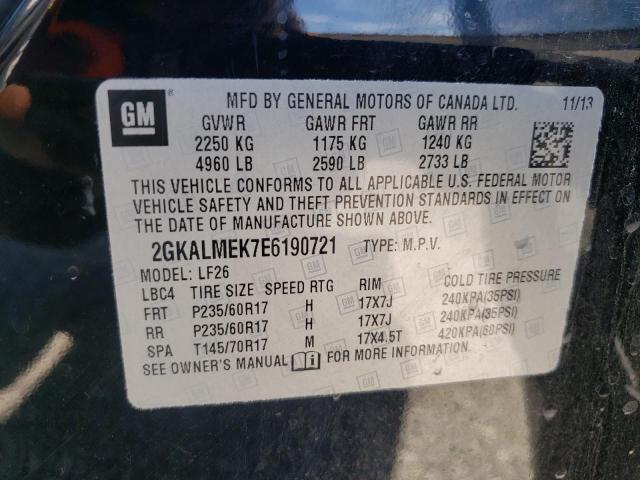 GM ® MFD BY GENERAL MOTORS OF CANADA LTD. 11/13
GVWR GAWR FRT GAWR RR
2250 KG 1175 KG 1240 KG
4960 LB 2590 LB 2733 LB
THIS VEHICLE CONFORMS TO ALL APPLICABLE U.S. FEDERAL MOTOR
VEHICLE SAFETY AND THEFT PREVENTION STANDARDS IN EFFECT ON
THE DATE OF MANUFACTURE SHOWN ABOVE.
2GKALMEK7E6190721 TYPE: M.P.V.
MODEL: LF26
LBC4 TIRE SIZE SPEED RTG RIM COLD TIRE PRESSURE
FRT P235/60R17 H 17X7J 240KPA(35PSI)
RR P235/60R17 H 17X7J 240KPA(35PSI)
SPA T145/70R17 M 17X4.5T 420KPA(60PSI)
SEE OWNER'S MANUAL FOR MORE INFORMATION.